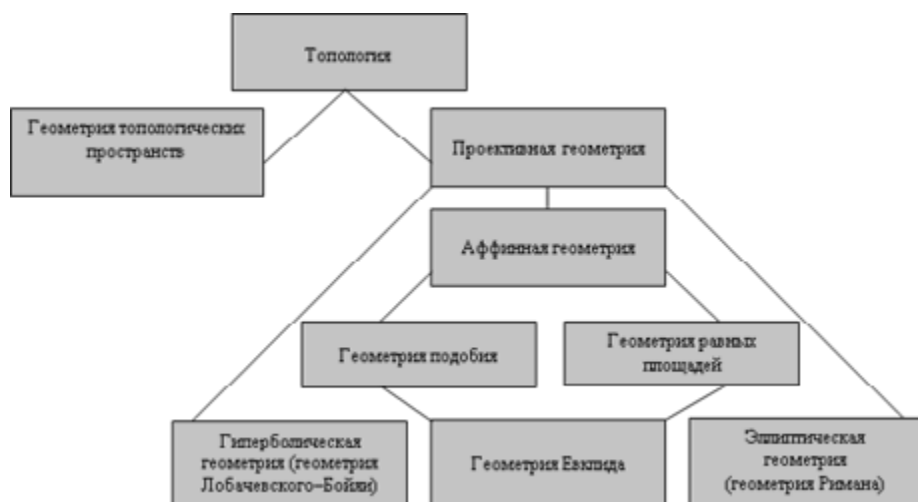 Топология
Геометрия топологических
пространств
Проективная геометрия
Аффинная геометрия
Геометрия подобия
Геометрия равных
площадей
Гиперболическая
геометрия (геометрия
Лобачевского–Бойяи)
Геометрия Евклида
Эллиптическая
геометрия
(геометрия Римана)